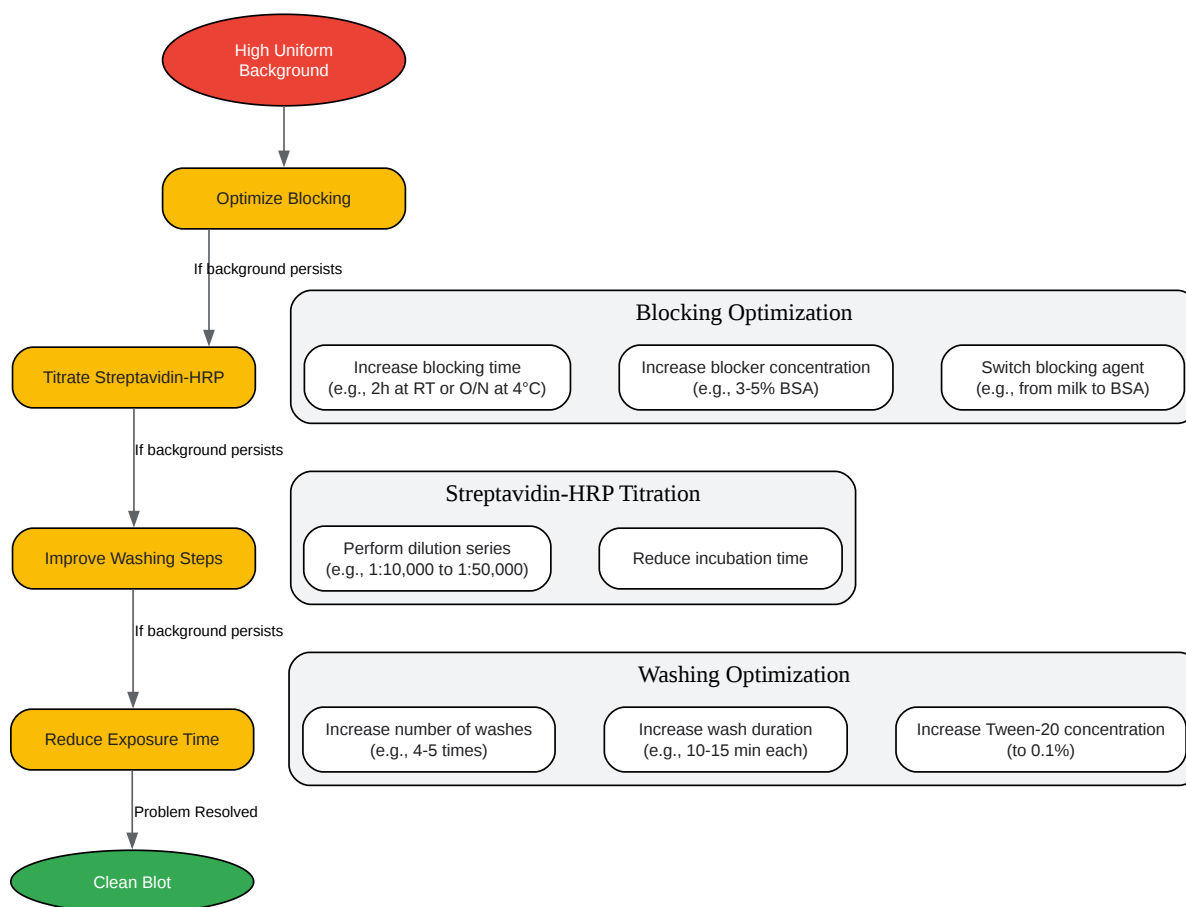 High Uniform
Background
Optimize Blocking
If background persists
Blocking Optimization
Titrate Streptavidin-HRP
Increase blocking time
(e.g., 2h at RT or O/N at 4°C)
Increase blocker concentration
(e.g., 3-5% BSA)
Switch blocking agent
(e.g., from milk to BSA)
If background persists
Streptavidin-HRP Titration
Improve Washing Steps
Perform dilution series
(e.g., 1:10,000 to 1:50,000)
Reduce incubation time
If background persists
Washing Optimization
Reduce Exposure Time
Increase number of washes
(e.g., 4-5 times)
Increase wash duration
(e.g., 10-15 min each)
Increase Tween-20 concentration
(to 0.1%)
Problem Resolved
Clean Blot